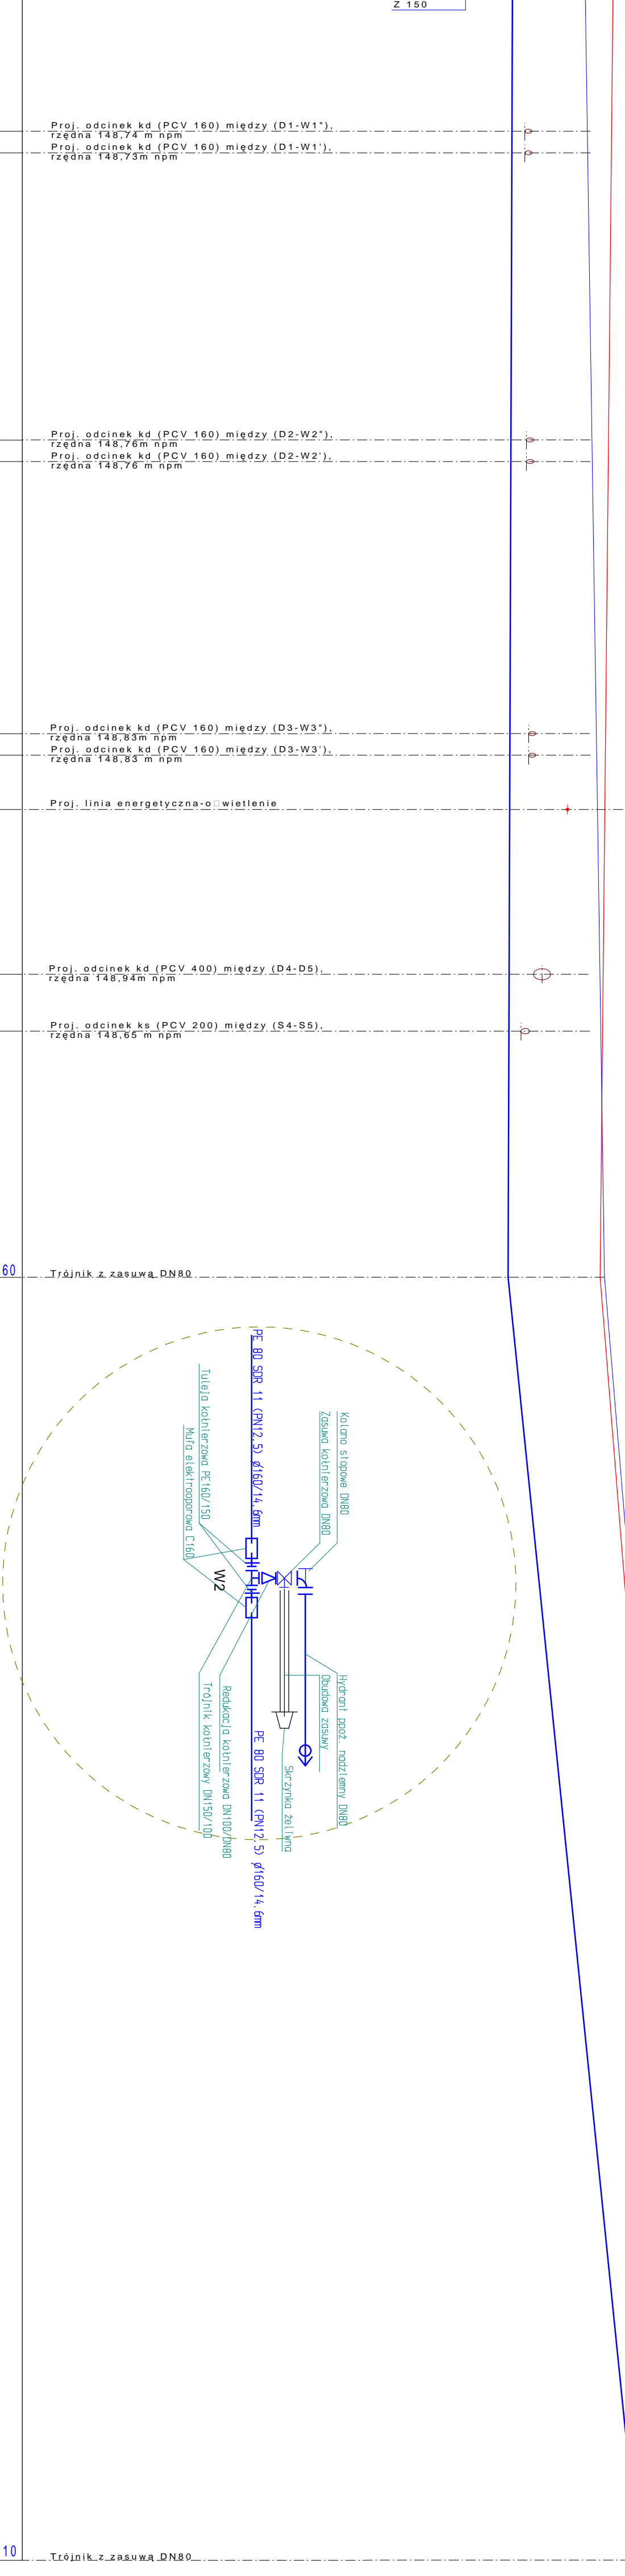 Z 150
Proj. odcinek kd (PCV 160) między (D1-W1"),
rzędna 148,74 m npm
Proj. odcinek kd (PCV 160) między (D1-W1'),
rzędna 148,73m npm
Proj. odcinek kd (PCV 160) między (D2-W2"),
rzędna 148,76m npm
Proj. odcinek kd (PCV 160) między (D2-W2'),
rzędna 148,76 m npm
Proj. odcinek kd (PCV 160) między (D3-W3"),
rzędna 148,83m npm
Proj. odcinek kd (PCV 160) między (D3-W3'),
rzędna 148,83 m npm
Proj. linia energetyczna-o□wietlenie
Proj. odcinek kd (PCV 400) między (D4-D5),
rzędna 148,94m npm
Proj. odcinek ks (PCV 200) między (S4-S5),
rzędna 148,65 m npm
60
Trójnik z zasuwą DN80
PE 80 SDR 11 (PN12,5) ø160/14,6mm
Tuleja kołnierzowa PE160/150
Mufa elektrooporowa C160
Kolano stopowe DN80
Zasuwa kołnierzowa DN80
W2
Hydrant ppoż. nadziemny DN80
Obudowa zasuwy
Skrzynka żeliwna
PE 80 SDR 11 (PN12,5) ø160/14,6mm
Redukacja kołnierzowa DN100/DN80
Trójnik kołnierzowy DN150/100
10
Trójnik z zasuwą DN80